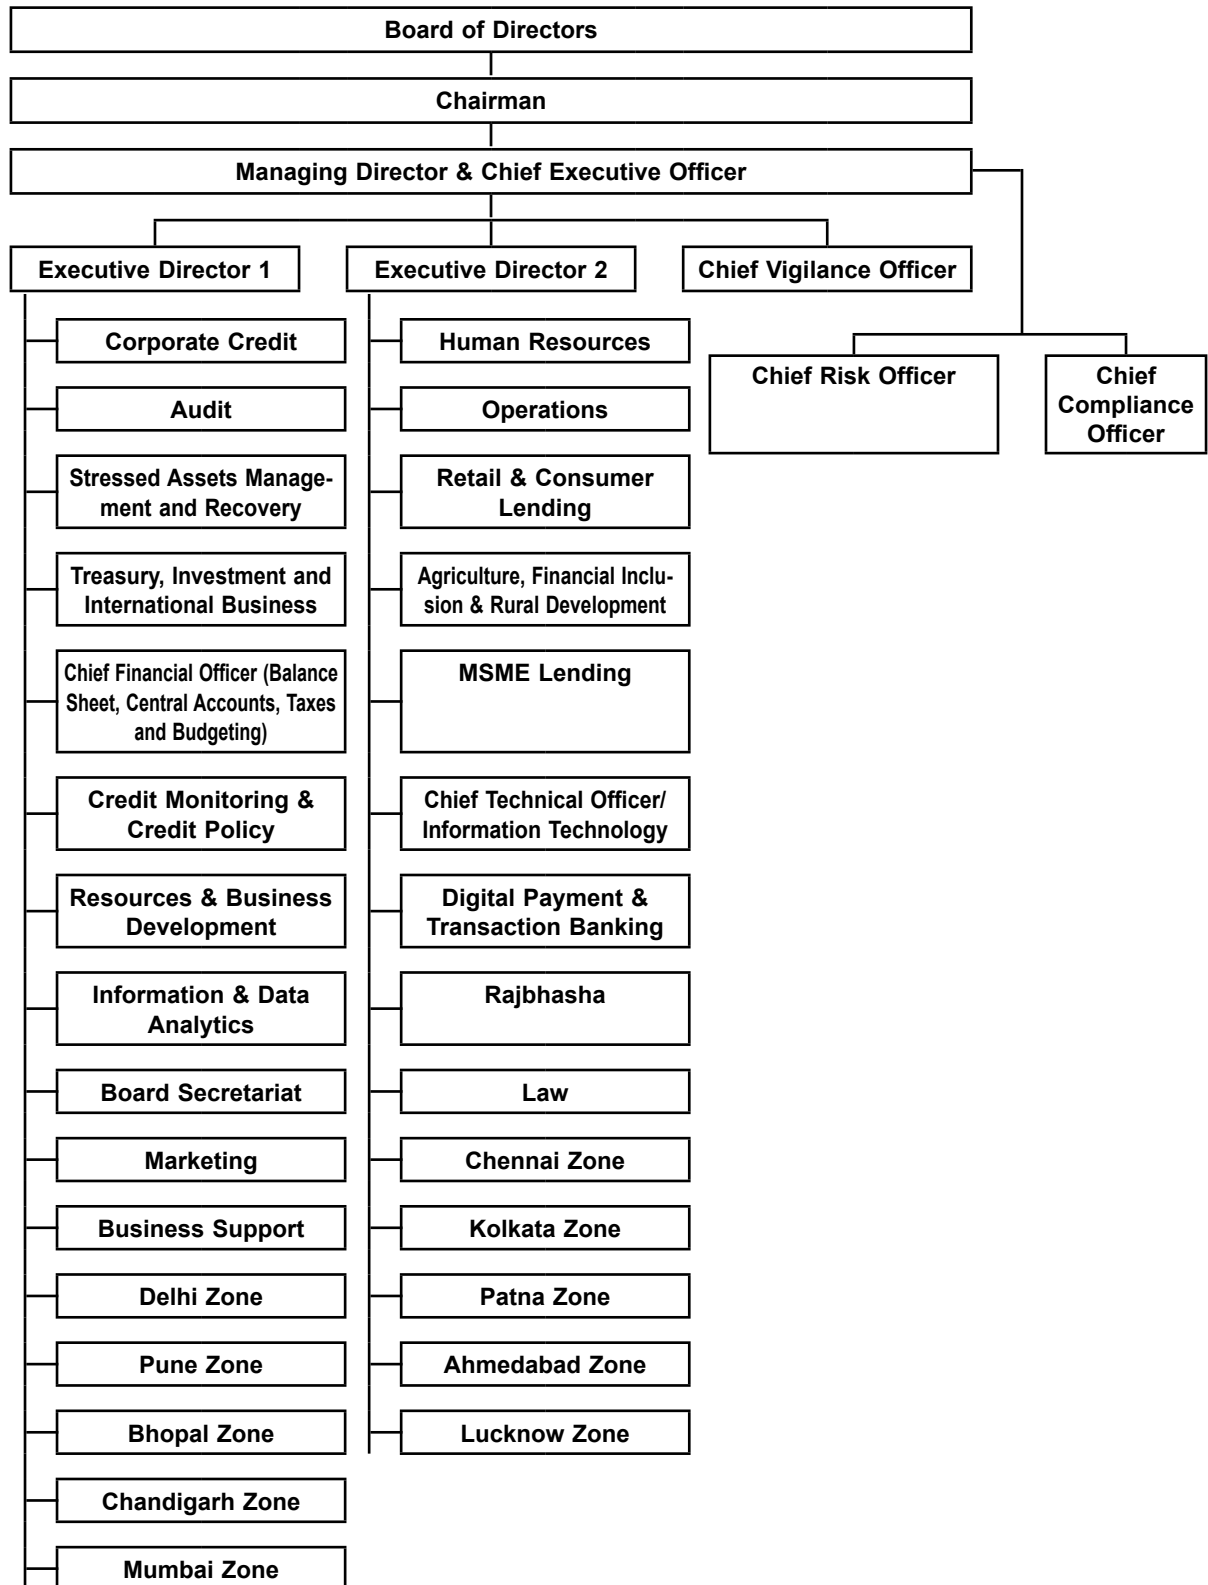 Board of Directors
Chairman
Managing Director & Chief Executive Officer
Executive Director 1
Executive Director 2
Chief Vigilance Officer
Corporate Credit
Audit
Stressed Assets Manage-
ment and Recovery
Treasury, Investment and
International Business
Chief Financial Officer (Balance
Sheet, Central Accounts, Taxes
and Budgeting)
Credit Monitoring &
Credit Policy
Resources & Business
Development
Information & Data
Analytics
Board Secretariat
Marketing
Business Support
Delhi Zone
Pune Zone
Bhopal Zone
Chandigarh Zone
Mumbai Zone
Human Resources
Operations
Retail & Consumer
Lending
Agriculture, Financial Inclu-
sion & Rural Development
MSME Lending
Chief Technical Officer/
Information Technology
Digital Payment &
Transaction Banking
Rajbhasha
Law
Chennai Zone
Kolkata Zone
Patna Zone
Ahmedabad Zone
Lucknow Zone
Chief Risk Officer
Chief
Compliance
Officer